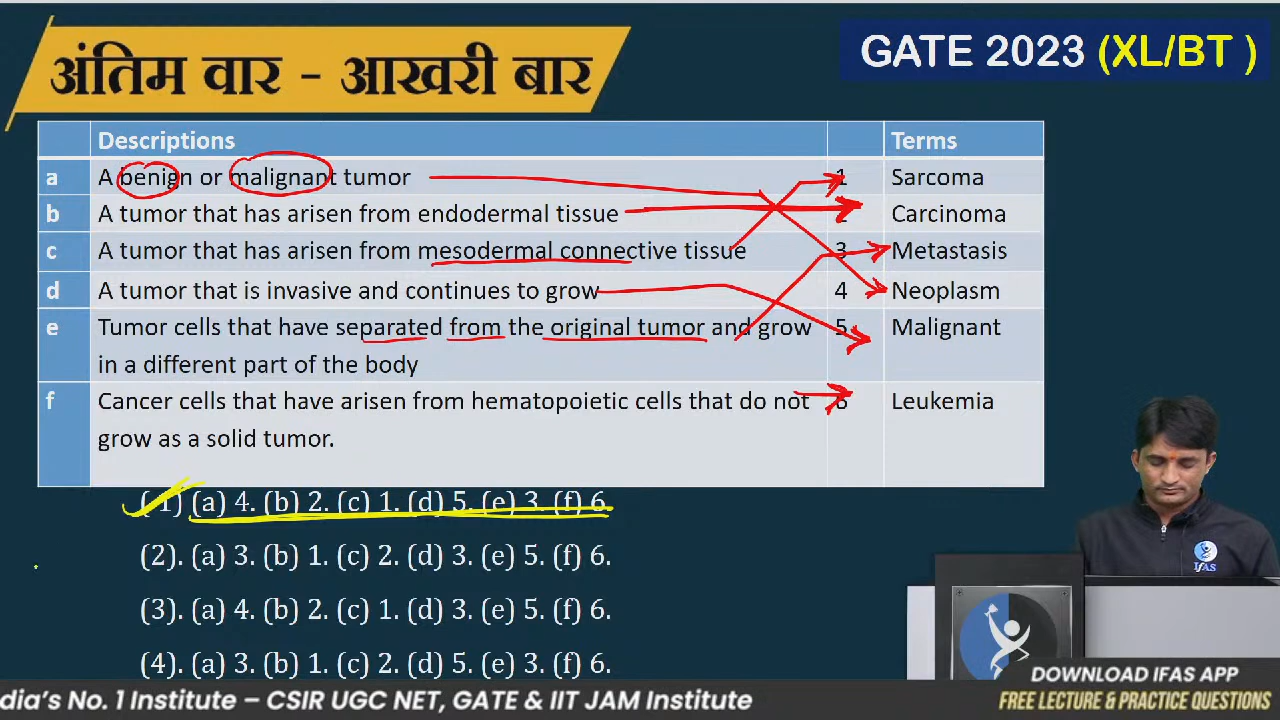 अंतिम वार - आखरी बार
GATE 2023 (XL/BT )
Descriptions Terms
a A benign or malignant tumor 1 Sarcoma
b A tumor that has arisen from endodermal tissue 2 Carcinoma
c A tumor that has arisen from mesodermal connective tissue 3 Metastasis
d A tumor that is invasive and continues to grow 4 Neoplasm
e Tumor cells that have separated from the original tumor and grow 5 Malignant
in a different part of the body
f Cancer cells that have arisen from hematopoietic cells that do not 6 Leukemia
grow as a solid tumor.
(1) (a) 4. (b) 2. (c) 1. (d) 5. (e) 3. (f) 6.
(2). (a) 3. (b) 1. (c) 2. (d) 3. (e) 5. (f) 6.
(3). (a) 4. (b) 2. (c) 1. (d) 3. (e) 5. (f) 6.
(4). (a) 3. (b) 1. (c) 2. (d) 5. (e) 3. (f) 6.
IFAS
DOWNLOAD IFAS APP
dia's No. 1 Institute – CSIR UGC NET, GATE & IIT JAM Institute
FREE LECTURE & PRACTICE QUESTIONS